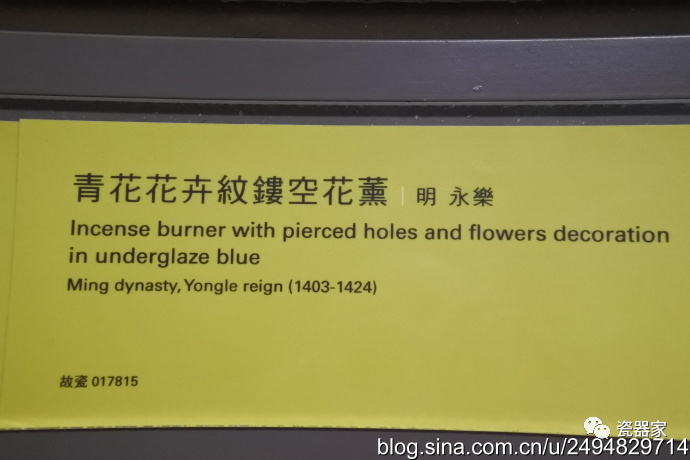 青花花卉紋鏤空花薰 | 明 永樂
Incense burner with pierced holes and flowers decoration
in underglaze blue
Ming dynasty, Yongle reign (1403-1424)
故瓷 017815
瓷器家
blog.sina.com.cn/u/2494829714